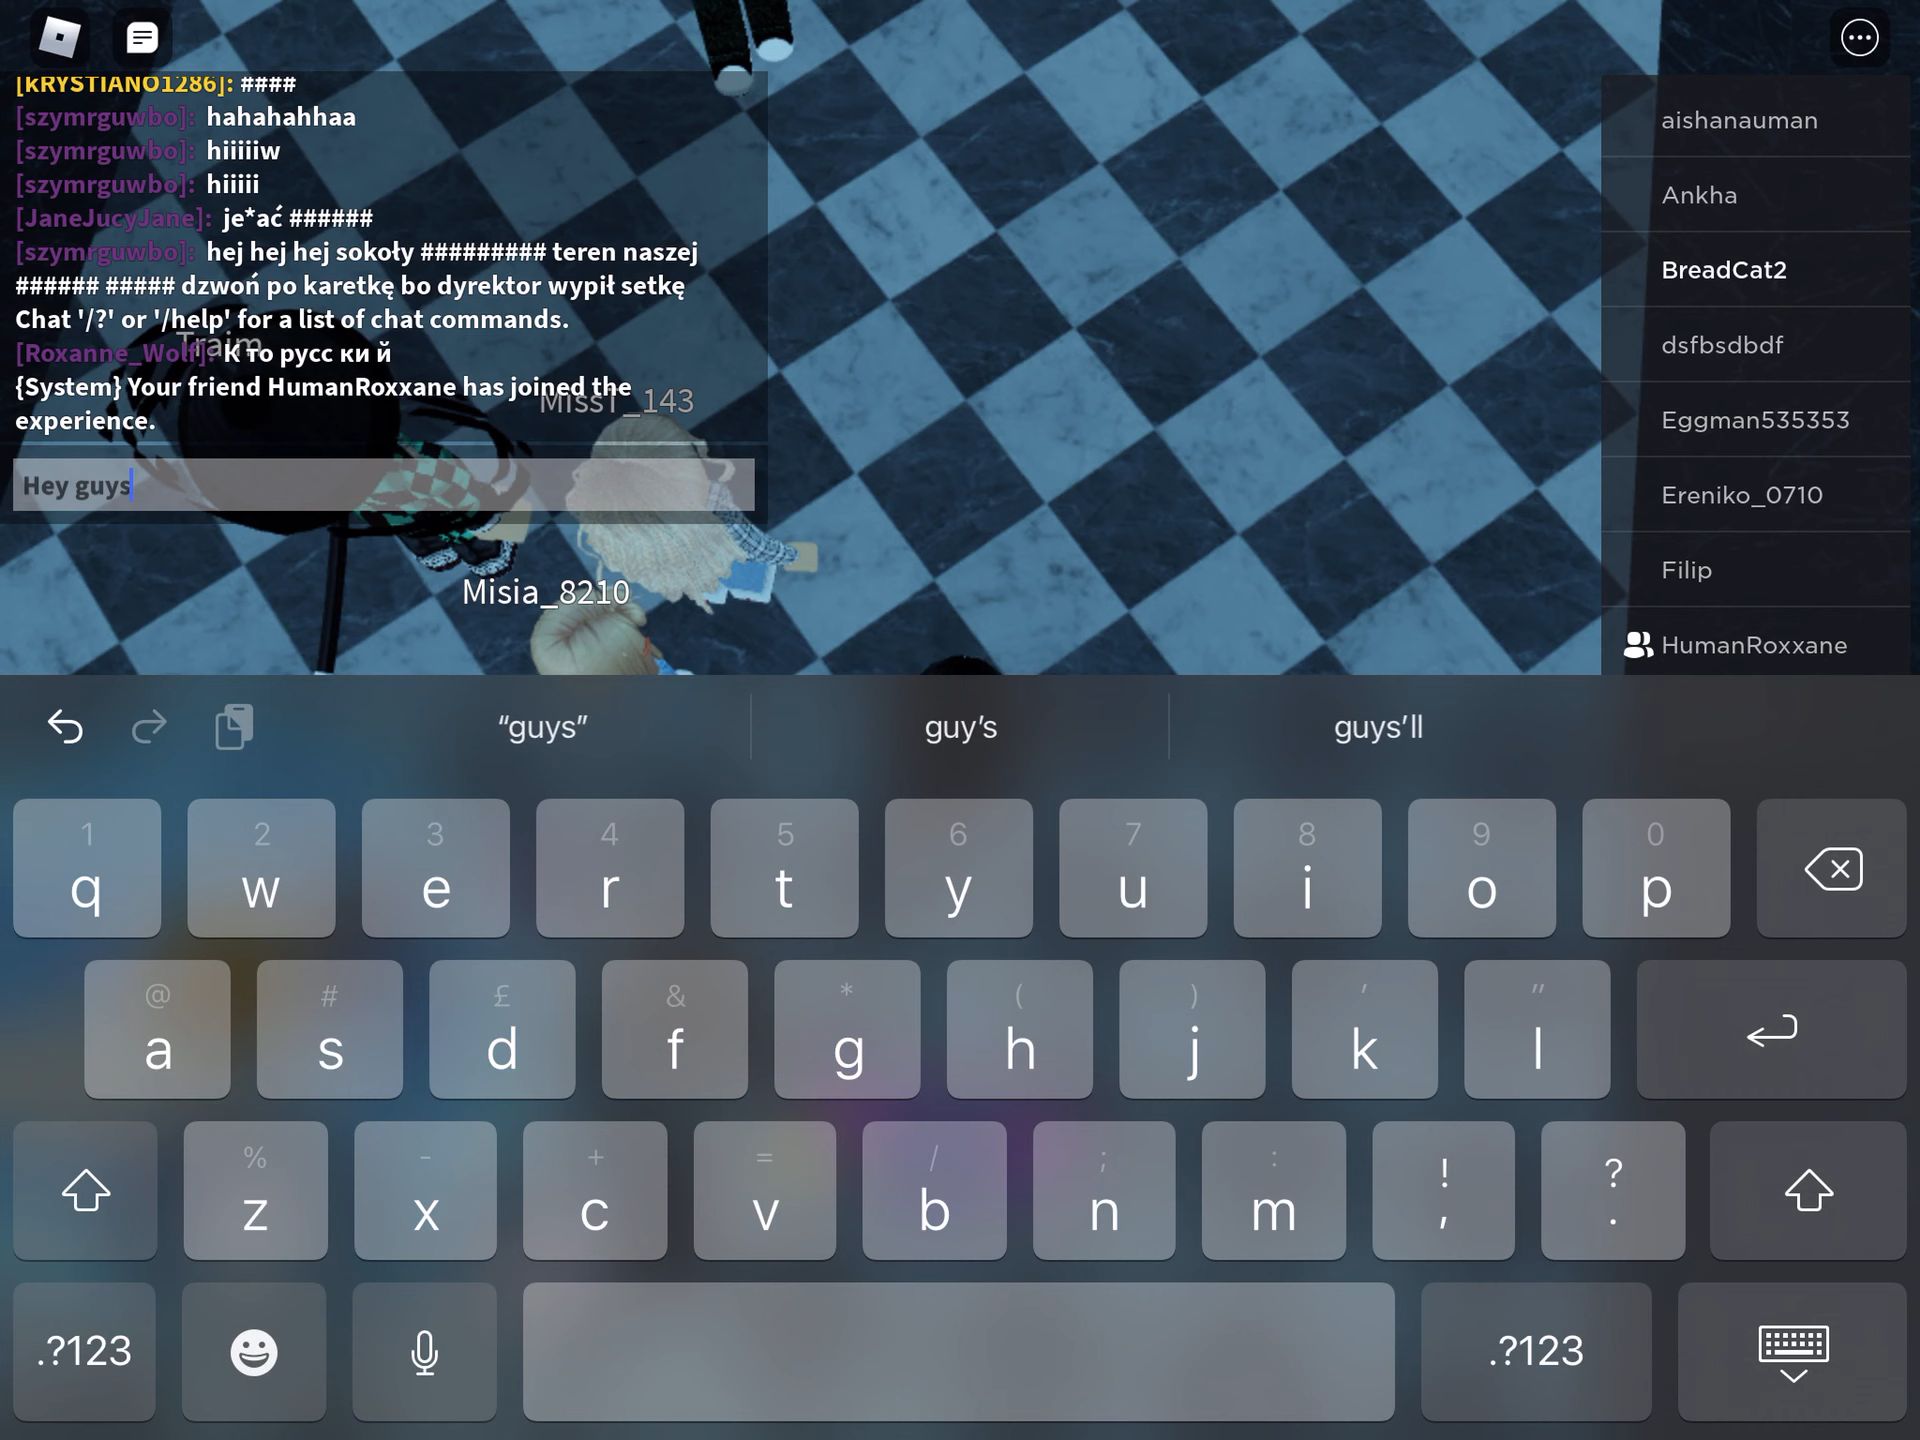 [kRYSTIANO1286]: ####
[szymrguwbo]: hahahahhaa
[szymrguwbo]: hiiiiiw
[szymrguwbo]: hiiiii
[JaneJucyJane]: je*ać ######
[szymrguwbo]: hej hej hej sokoły ######### teren naszej
###### ##### dzwoń po karetkę bo dyrektor wypił setkę
Chat '/?' or '/help' for a list of chat commands.
Traim
[Roxanne_Wolf]: К то русс ки й
{System} Your friend HumanRoxxane has joined the
experience.
MissT_143
Hey guys
Misia_8210
aishanauman
Ankha
BreadCat2
dsfbsdbdf
Eggman535353
Ereniko_0710
Filip
HumanRoxxane
“guys” guy’s guys’ll
1 2 3 4 5 6 7 8 9 0
q w e r t y u i o p
@ # £ & * ( ) ' "
a s d f g h j k l
% - + = / ; : ! ?
z x c v b n m , .
.?123 .?123